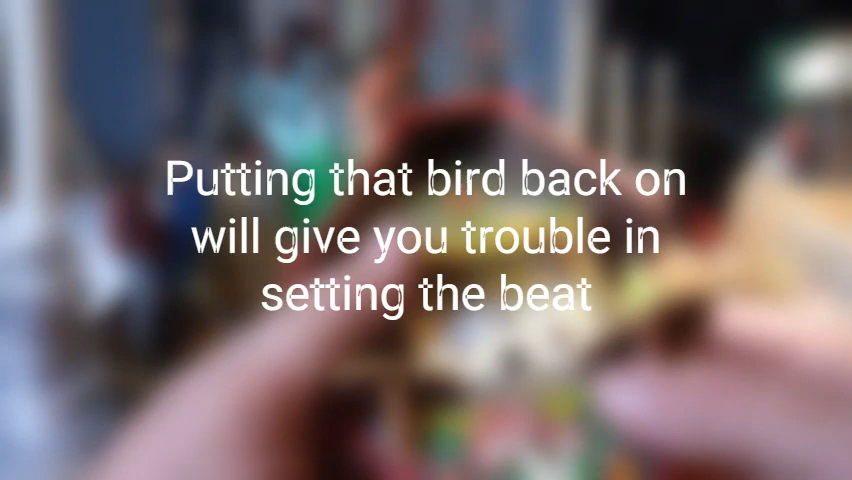 Putting that bird back on
will give you trouble in
setting the beat